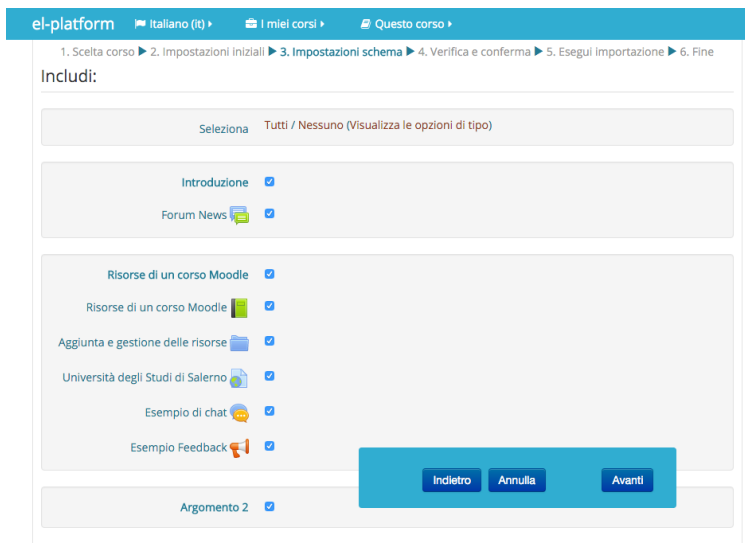 el-platform Italiano (it) I miei corsi Questo corso
1. Scelta corso ▶ 2. Impostazioni iniziali ▶ 3. Impostazioni schema ▶ 4. Verifica e conferma ▶ 5. Esegui importazione ▶ 6. Fine
Includi:
Seleziona Tutti / Nessuno (Visualizza le opzioni di tipo)
Introduzione
Forum News
Risorse di un corso Moodle
Risorse di un corso Moodle
Aggiunta e gestione delle risorse
Università degli Studi di Salerno
Esempio di chat
Esempio Feedback
Indietro Annulla Avanti
Argomento 2